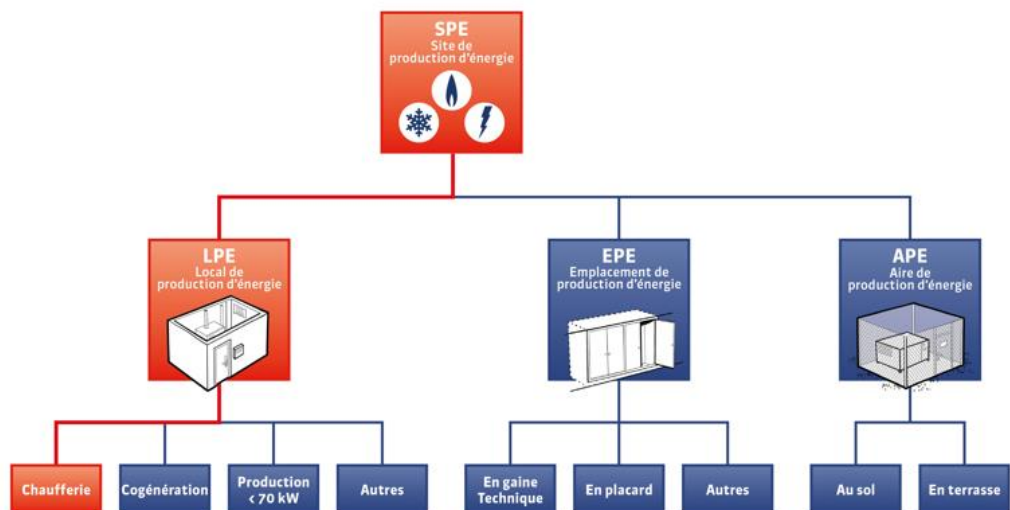 SPE
Site de
production d'énergie
LPE
Local de
production d'énergie
EPE
Emplacement de
production d'énergie
APE
Aire de
production d'énergie
Chaufferie
Cogénération
Production
< 70 kW
Autres
En gaine
Technique
En placard
Autres
Au sol
En terrasse